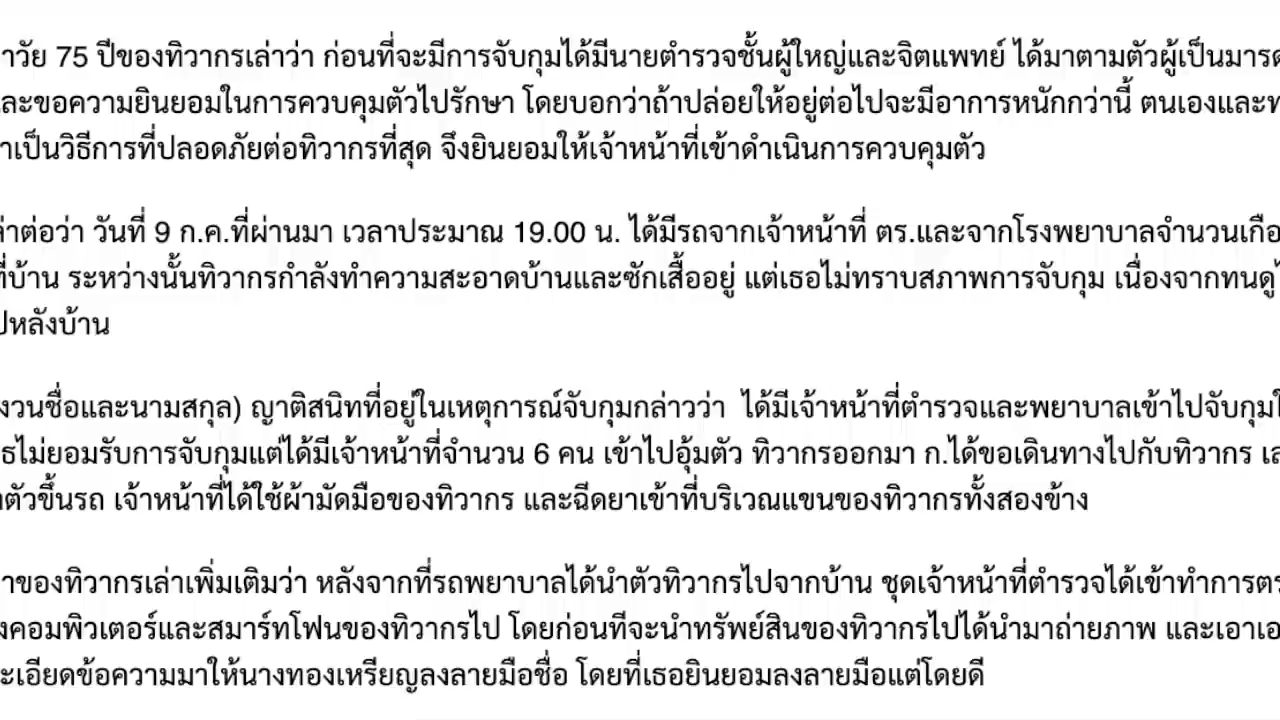 าวัย 75 ปีของทิวากรเล่าว่า ก่อนที่จะมีการจับกุมได้มีนายตำรวจชั้นผู้ใหญ่และจิตแพทย์ ได้มาตามตัวผู้เป็นมารด
และขอความยินยอมในการควบคุมตัวไปรักษา โดยบอกว่าถ้าปล่อยให้อยู่ต่อไปจะมีอาการหนักกว่านี้ ตนเองและท
าเป็นวิธีการที่ปลอดภัยต่อทิวากรที่สุด จึงยินยอมให้เจ้าหน้าที่เข้าดำเนินการควบคุมตัว
ล่าต่อว่า วันที่ 9 ก.ค.ที่ผ่านมา เวลาประมาณ 19.00 น. ได้มีรถจากเจ้าหน้าที่ ตร.และจากโรงพยาบาลจำนวนเกือ
ที่บ้าน ระหว่างนั้นทิวากรกำลังทำความสะอาดบ้านและซักเสื้ออยู่ แต่เธอไม่ทราบสภาพการจับกุม เนื่องจากทนดูไ
ปหลังบ้าน
งวนชื่อและนามสกุล) ญาติสนิทที่อยู่ในเหตุการณ์จับกุมกล่าวว่า ได้มีเจ้าหน้าที่ตำรวจและพยาบาลเข้าไปจับกุมใ
ธไม่ยอมรับการจับกุมแต่ได้มีเจ้าหน้าที่จำนวน 6 คน เข้าไปอุ้มตัว ทิวากรออกมา ก.ได้ขอเดินทางไปกับทิวากร แล
ำตัวขึ้นรถ เจ้าหน้าที่ได้ใช้ผ้ามัดมือของทิวากร และฉีดยาเข้าที่บริเวณแขนของทิวากรทั้งสองข้าง
าของทิวากรเล่าเพิ่มเติมว่า หลังจากที่รถพยาบาลได้นำตัวทิวากรไปจากบ้าน ชุดเจ้าหน้าที่ตำรวจได้เข้าทำการตร
งคอมพิวเตอร์และสมาร์ทโฟนของทิวากรไป โดยก่อนทีจะนำทรัพย์สินของทิวากรไปได้นำมาถ่ายภาพ และเอาเอ
ะเอียดข้อความมาให้นางทองเหรียญลงลายมือชื่อ โดยที่เธอยินยอมลงลายมือแต่โดยดี